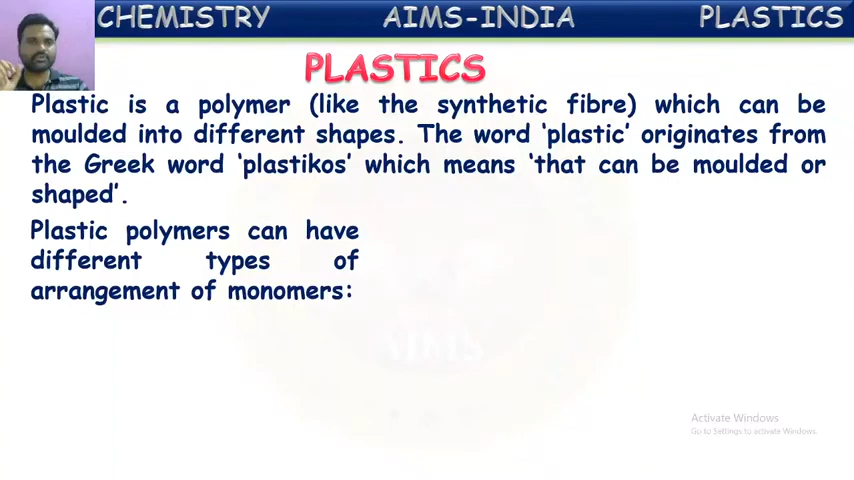 CHEMISTRY AIMS-INDIA PLASTICS
PLASTICS
Plastic is a polymer (like the synthetic fibre) which can be
moulded into different shapes. The word ‘plastic’ originates from
the Greek word ‘plastikos’ which means ‘that can be moulded or
shaped’.
Plastic polymers can have
different types of
arrangement of monomers:
AIMS
Activate Windows
Go to Settings to activate Windows.